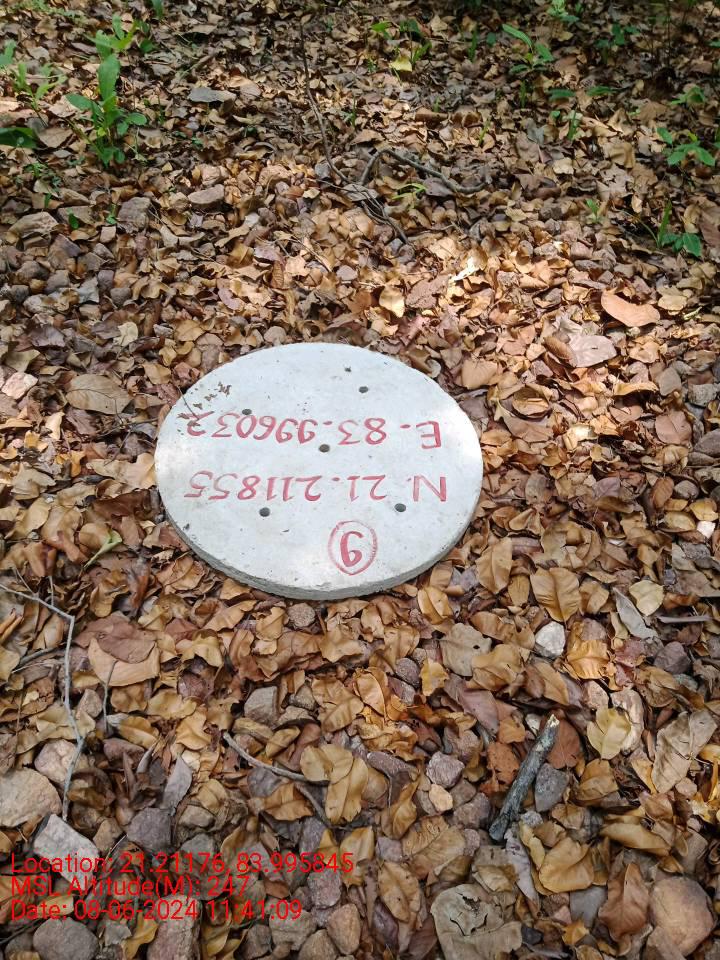 6
N. 21.211855
E. 83.996032
Location: 21.21176, 83.995845
MSL Altitude(M): 247
Date: 08-06-2024 11:41:09